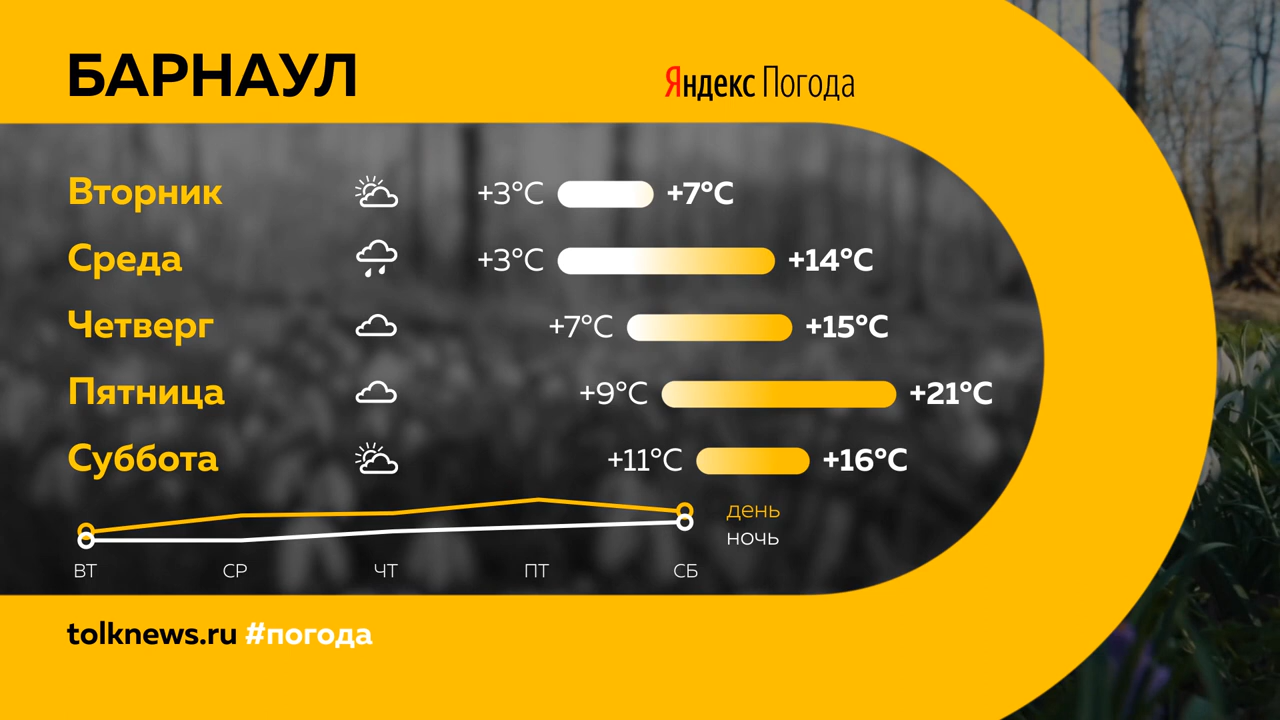 БАРНАУЛ
Яндекс Погода
Вторник +3°C +7°C
Среда +3°C +14°C
Четверг +7°C +15°C
Пятница +9°C +21°C
Суббота +11°C +16°C
день
ночь
ВТ СР ЧТ ПТ СБ
tolknews.ru #погода